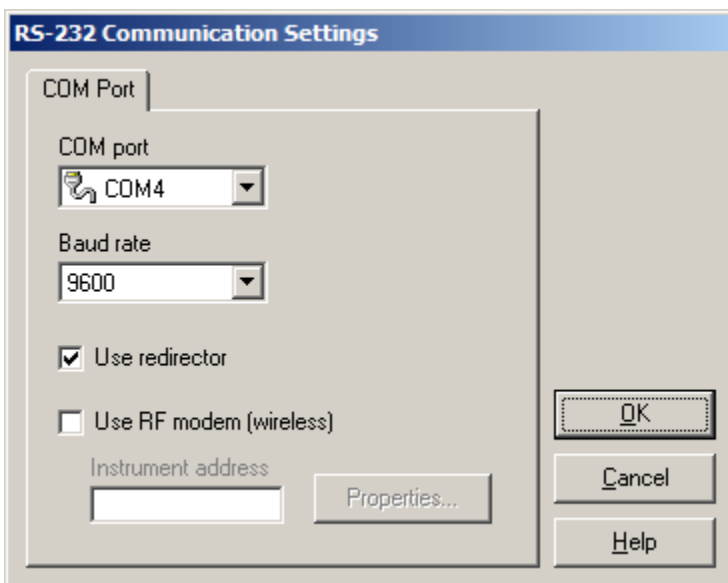 RS-232 Communication Settings
COM Port
COM port
COM4
Baud rate
9600
Use redirector
Use RF modem (wireless)
Instrument address
Properties...
OK
Cancel
Help